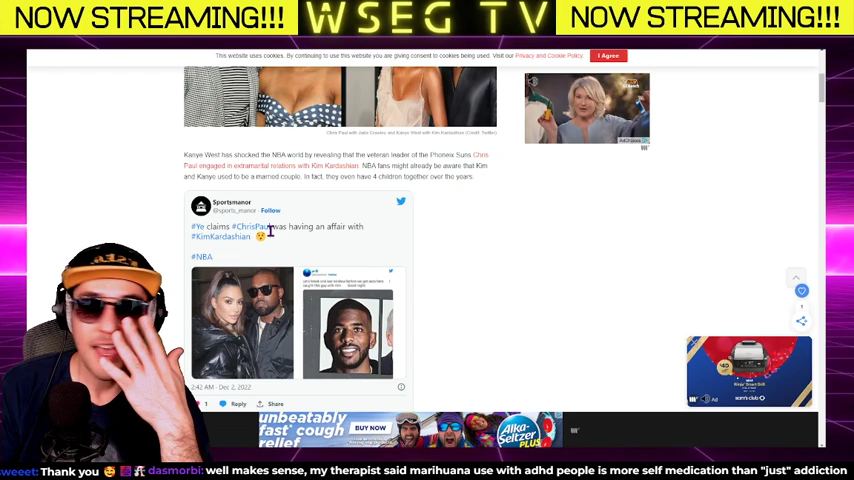 NOW STREAMING!!!
WSEG TV
NOW STREAMING!!!
This website uses cookies. By continuing to use this website you are giving consent to cookies being used. Visit our Privacy and Cookie Policy.
I Agree
Kanye West has shocked the NBA world by revealing that the veteran leader of the Phoneix Suns Chris
Paul engaged in extramarital relations with Kim Kardashian. NBA fans might already be aware that Kim
and Kanye used to be a married couple. In fact, they even have 4 children together over the years.
Sportsmanor
@sports_manor · Follow
#Ye claims #ChrisPaul was having an affair with
#KimKardashian
#NBA
2:42 AM · Dec 2, 2022
1
Reply
Share
1
Ad
sam's club
unbeatably
fast cough
relief
BUY NOW
Alka-
Seltzer
PLUS
sweeet: Thank you
dasmorbi: well makes sense, my therapist said marihuana use with adhd people is more self medication than "just" addiction